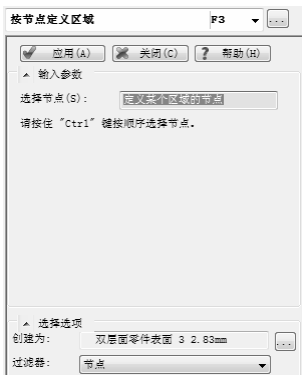 按节点定义区域 F3 ...
应用(A) 关闭(C) ? 帮助(H)
输入参数
选择节点(S): 定义某个区域的节点
请按住 "Ctrl" 键按顺序选择节点.
选择选项
创建为: 双层面零件表面 3 2.83mm ...
过滤器: 节点